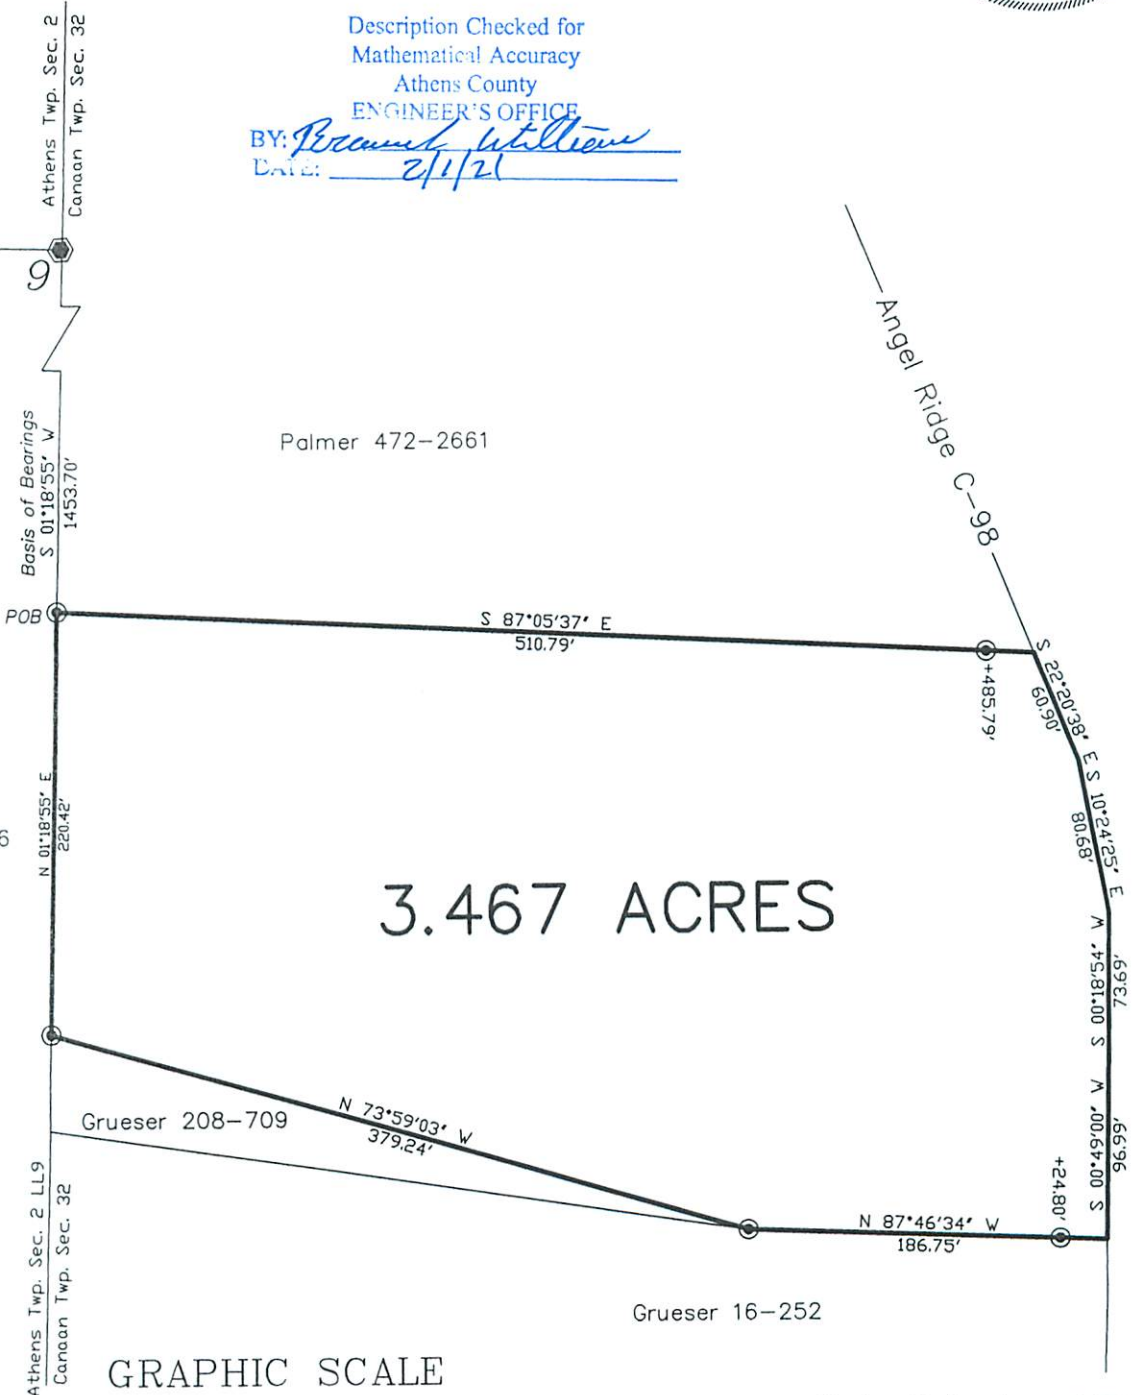 Description Checked for
Mathematical Accuracy
Athens County
ENGINEER'S OFFICE
BY:
DATE: 2/1/21
Athens Twp. Sec. 2
Canaan Twp. Sec. 32
9
Angel Ridge C-98
Palmer 472-2661
Basis of Bearings
S 01°18'55" W
1453.70'
POB
S 87°05'37" E
510.79'
+485.79'
S 22°20'38" E
60.90'
S 10°24'25" E
80.68'
N 01°18'55" E
220.42'
6
3.467 ACRES
S 00°18'54" W
73.69'
S 00°49'00" W
96.99'
Grueser 208-709
N 73°59'03" W
379.24'
+24.80'
N 87°46'34" W
186.75'
Grueser 16-252
Athens Twp. Sec. 2 LL9
Canaan Twp. Sec. 32
GRAPHIC SCALE